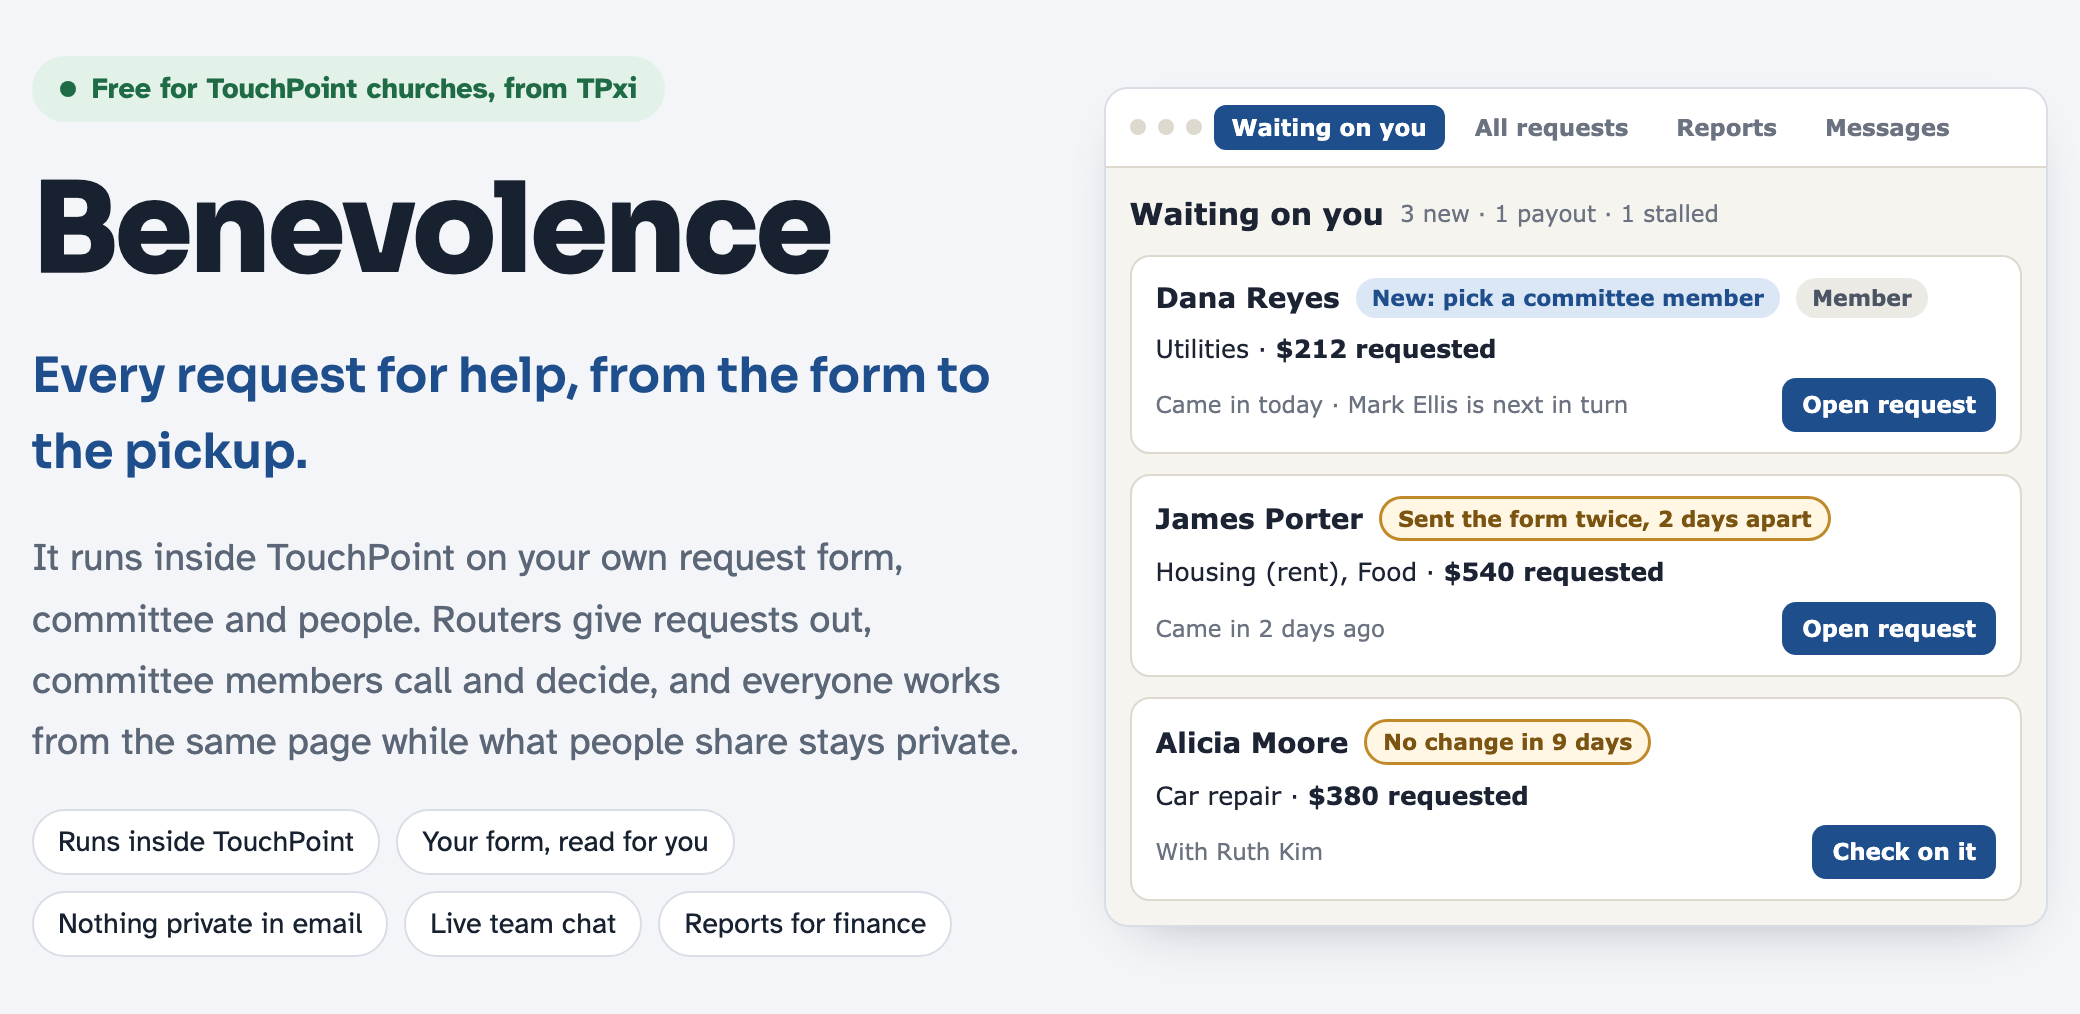 Free for TouchPoint churches, from TPxi
Benevolence
Every request for help, from the form to
the pickup.
It runs inside TouchPoint on your own request form,
committee and people. Routers give requests out,
committee members call and decide, and everyone works
from the same page while what people share stays private.
Runs inside TouchPoint
Your form, read for you
Nothing private in email
Live team chat
Reports for finance
Waiting on you
All requests
Reports
Messages
Waiting on you 3 new · 1 payout · 1 stalled
Dana Reyes New: pick a committee member Member
Utilities · $212 requested
Came in today · Mark Ellis is next in turn
Open request
James Porter Sent the form twice, 2 days apart
Housing (rent), Food · $540 requested
Came in 2 days ago
Open request
Alicia Moore No change in 9 days
Car repair · $380 requested
With Ruth Kim
Check on it